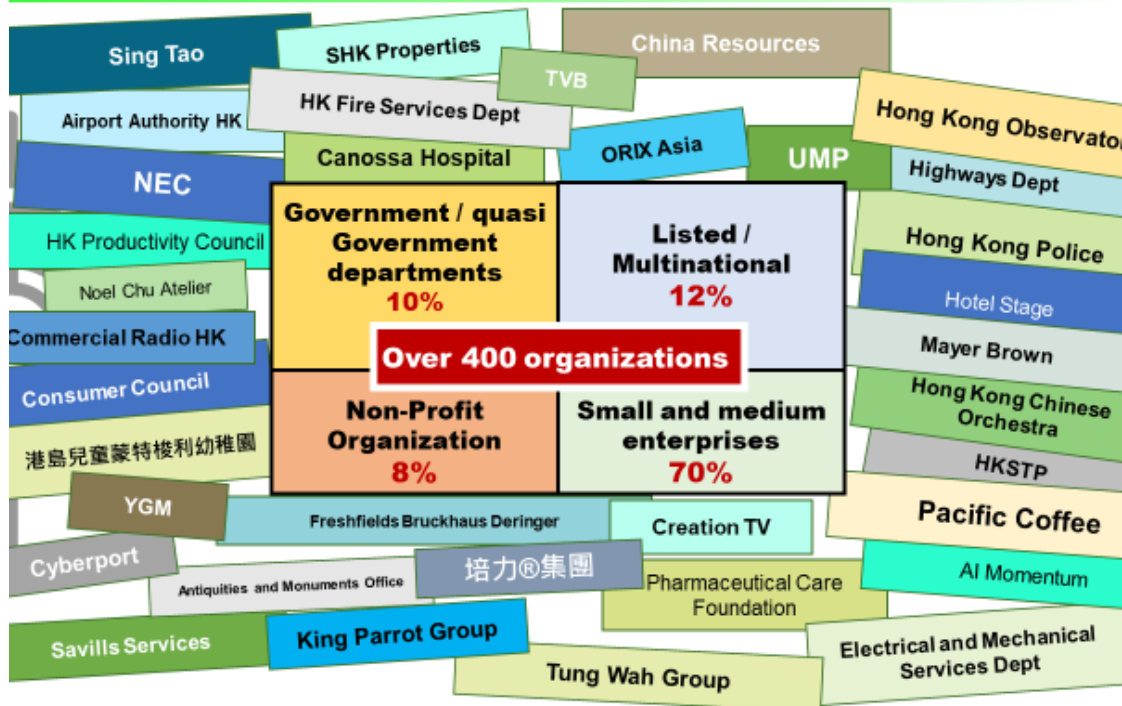 Sing Tao
SHK Properties
China Resources
TVB
HK Fire Services Dept
Airport Authority HK
Hong Kong Observator
ORIX Asia
UMP
Canossa Hospital
Highways Dept
NEC
Government / quasi
Government
departments
10%
Listed /
Multinational
12%
HK Productivity Council
Hong Kong Police
Noel Chu Atelier
Hotel Stage
Commercial Radio HK
Over 400 organizations
Mayer Brown
Consumer Council
Non-Profit
Organization
8%
Small and medium
enterprises
70%
Hong Kong Chinese
Orchestra
港島兒童蒙特梭利幼稚園
HKSTP
YGM
Freshfields Bruckhaus Deringer
Creation TV
Pacific Coffee
Cyberport
Antiquities and Monuments Office
培力®集團
Pharmaceutical Care
Foundation
AI Momentum
Savills Services
King Parrot Group
Electrical and Mechanical
Services Dept
Tung Wah Group